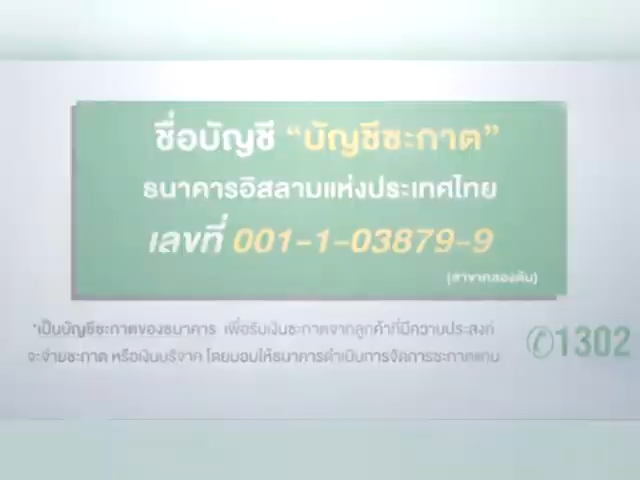 ชื่อบัญชี “บัญชีซะกาต”
ธนาคารอิสลามแห่งประเทศไทย
เลขที่ 001-1-03879-9
(สาขาคลองตัน)
*เป็นบัญชีซะกาตของธนาคาร เพื่อรับเงินซะกาตจากลูกค้าที่มีความประสงค์
จะจ่ายซะกาต หรือเงินบริจาค โดยมอบให้ธนาคารดำเนินการจัดการซะกาตแทน
✆1302